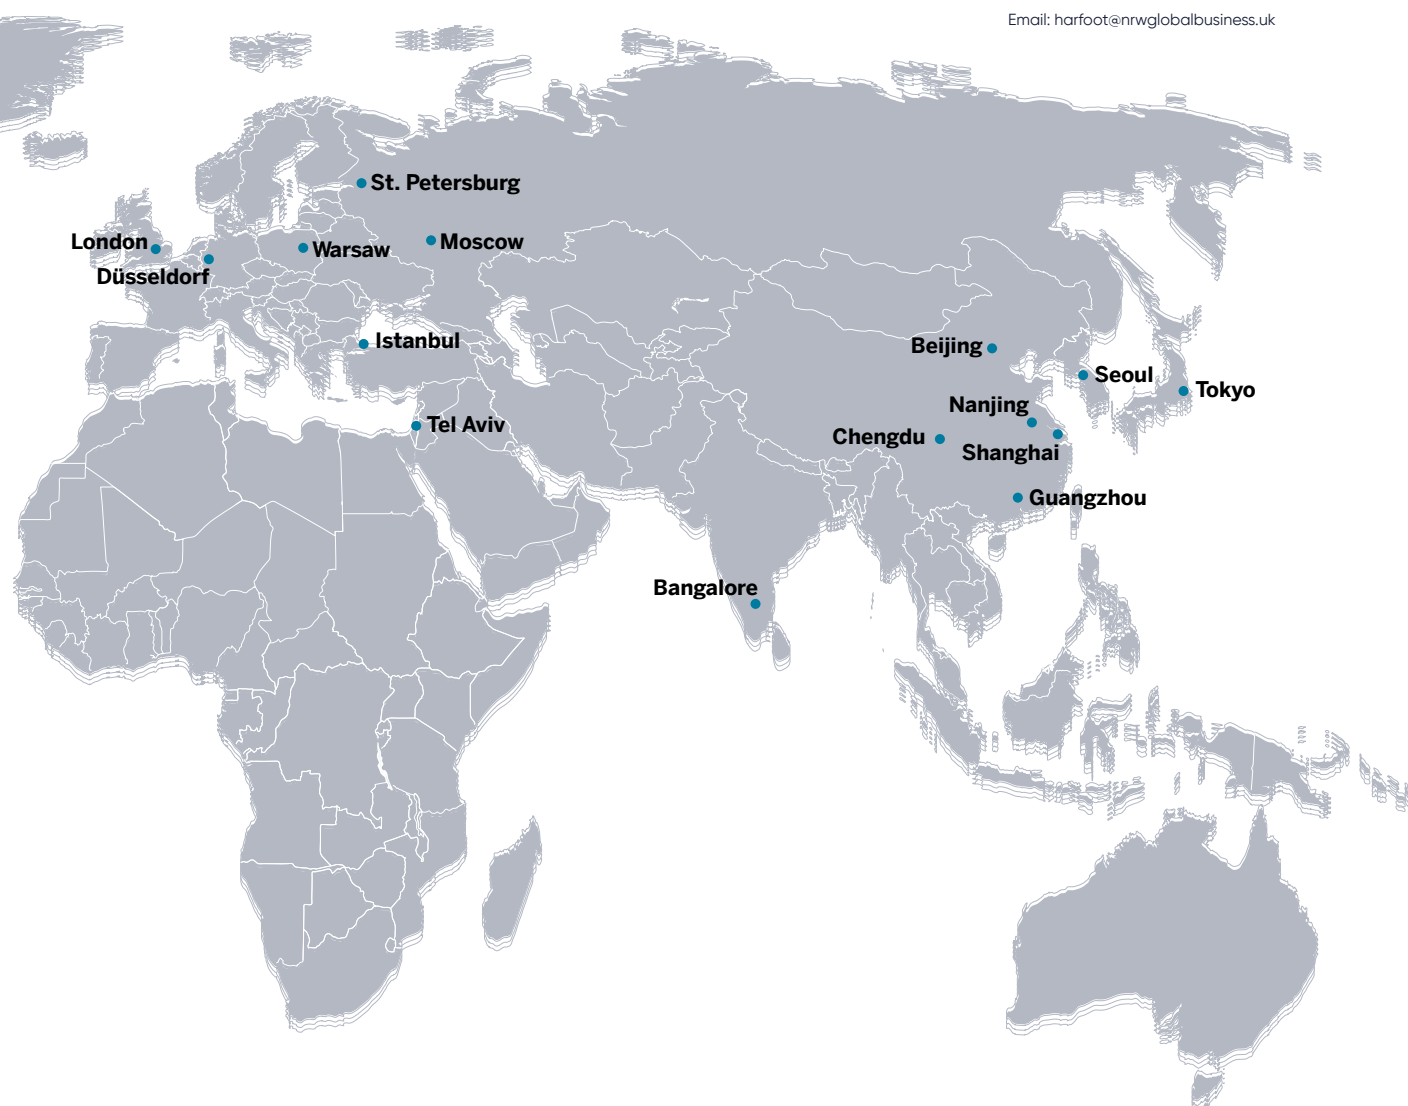 Email: harfoot@nrwglobalbusiness.uk
St. Petersburg
London
Warsaw
Moscow
Düsseldorf
Istanbul
Beijing
Seoul
Tokyo
Nanjing
Tel Aviv
Chengdu
Shanghai
Guangzhou
Bangalore